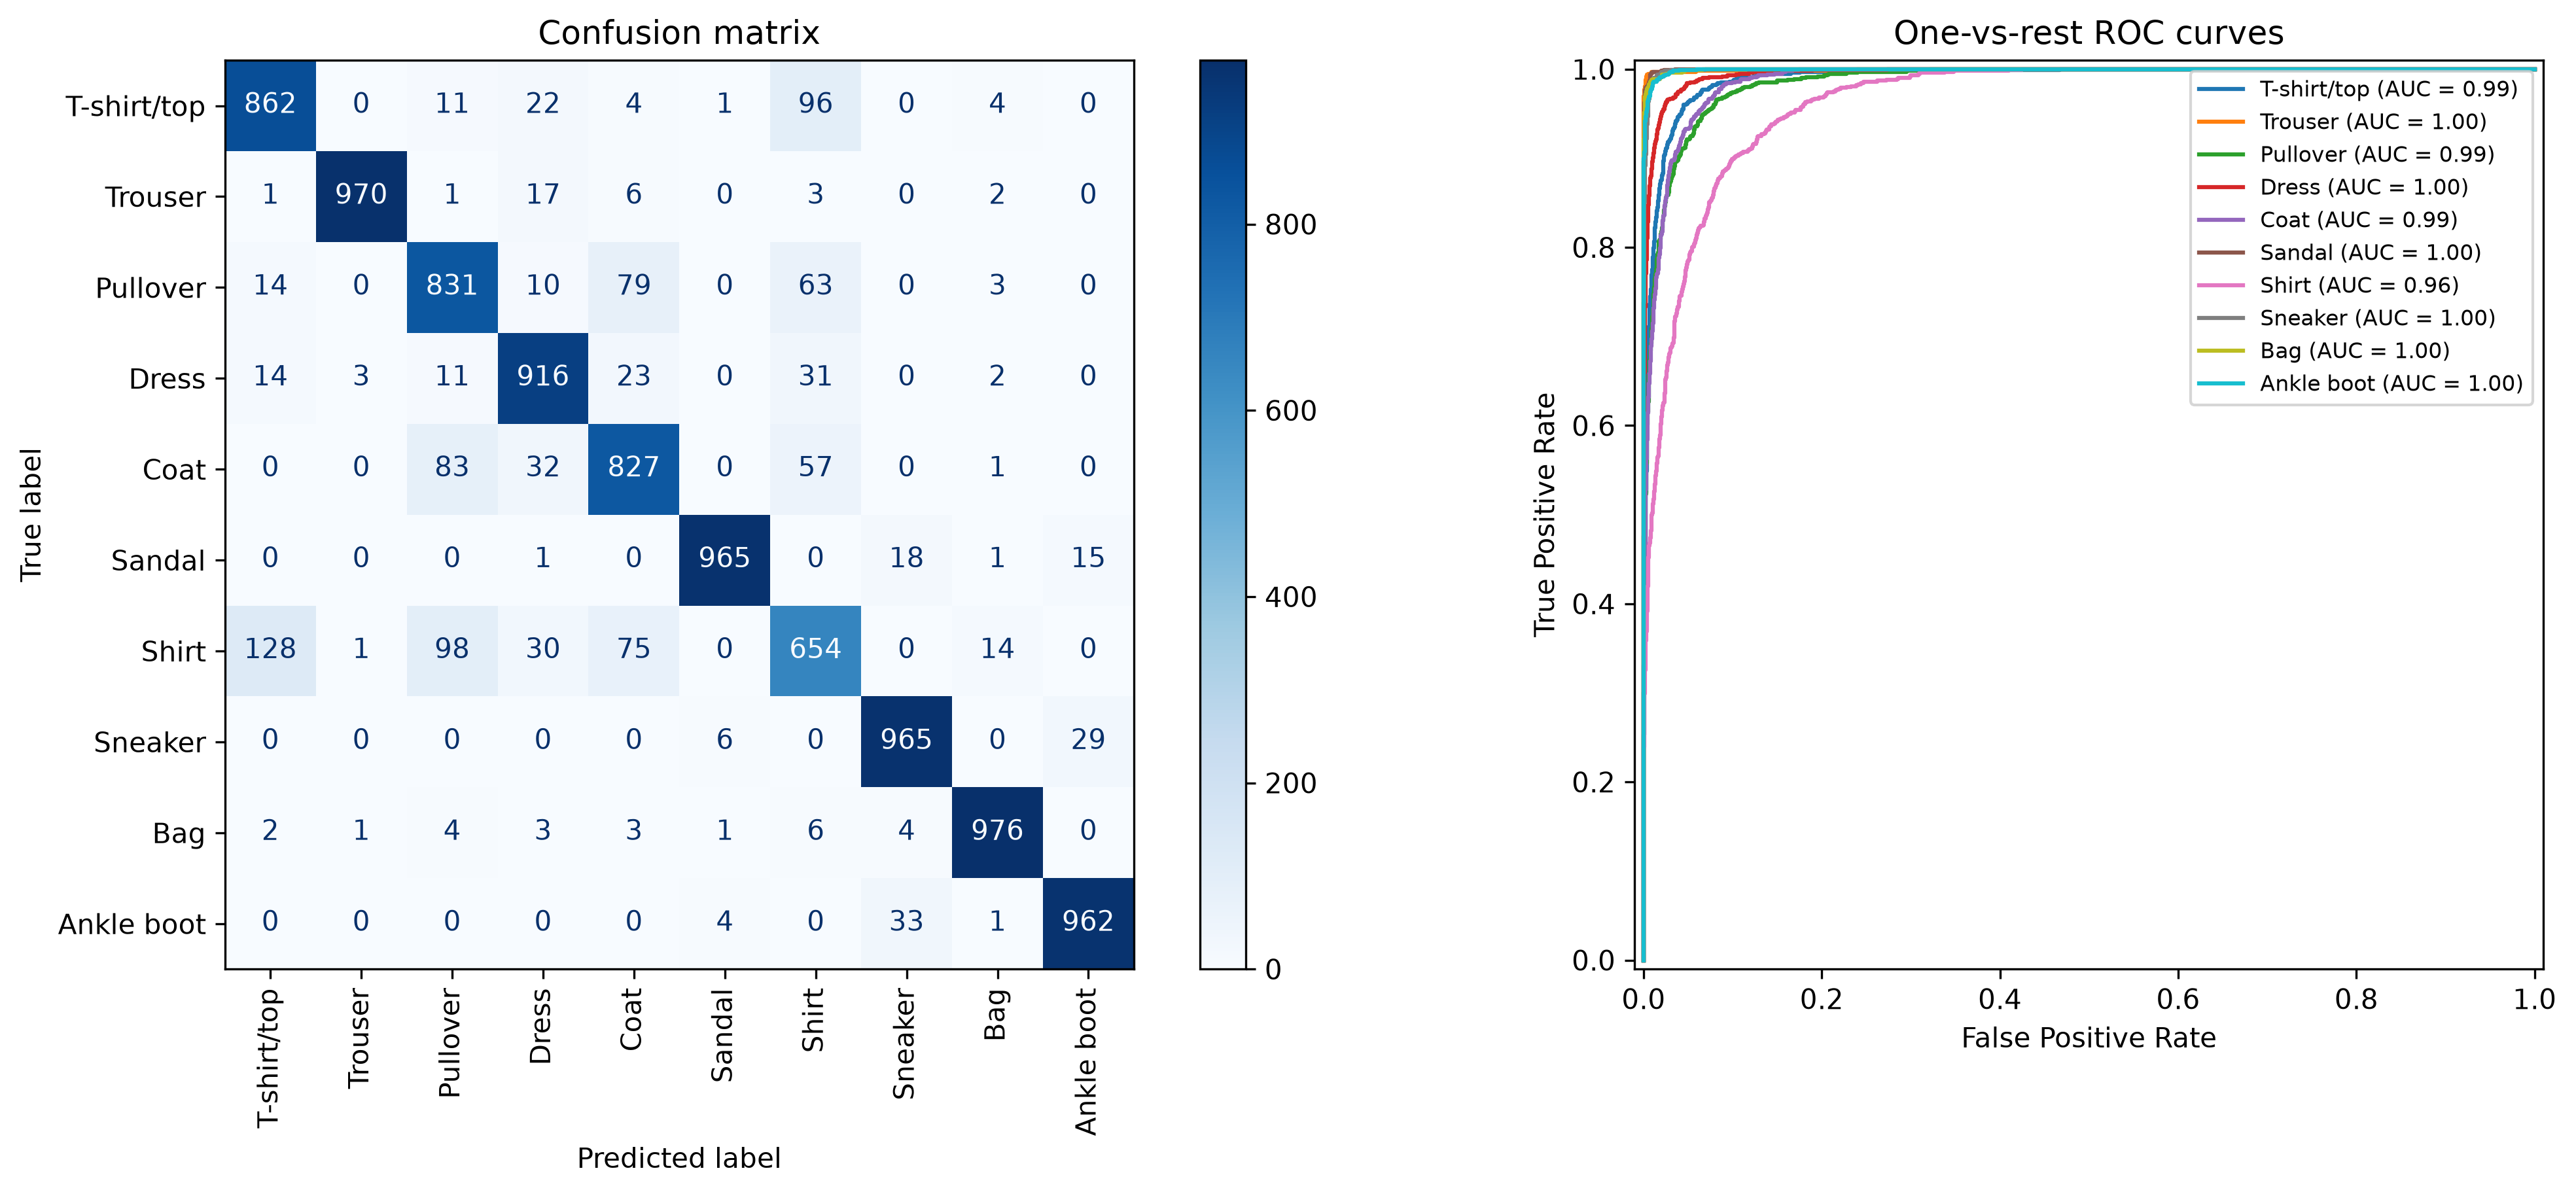 Confusion matrix
True label
T-shirt/top 862 0 11 22 4 1 96 0 4 0
Trouser 1 970 1 17 6 0 3 0 2 0
Pullover 14 0 831 10 79 0 63 0 3 0
Dress 14 3 11 916 23 0 31 0 2 0
Coat 0 0 83 32 827 0 57 0 1 0
Sandal 0 0 0 1 0 965 0 18 1 15
Shirt 128 1 98 30 75 0 654 0 14 0
Sneaker 0 0 0 0 0 6 0 965 0 29
Bag 2 1 4 3 3 1 6 4 976 0
Ankle boot 0 0 0 0 0 4 0 33 1 962
T-shirt/top
Trouser
Pullover
Dress
Coat
Sandal
Shirt
Sneaker
Bag
Ankle boot
Predicted label
800
600
400
200
0
One-vs-rest ROC curves
True Positive Rate
1.0
0.8
0.6
0.4
0.2
0.0
T-shirt/top (AUC = 0.99)
Trouser (AUC = 1.00)
Pullover (AUC = 0.99)
Dress (AUC = 1.00)
Coat (AUC = 0.99)
Sandal (AUC = 1.00)
Shirt (AUC = 0.96)
Sneaker (AUC = 1.00)
Bag (AUC = 1.00)
Ankle boot (AUC = 1.00)
0.0 0.2 0.4 0.6 0.8 1.0
False Positive Rate